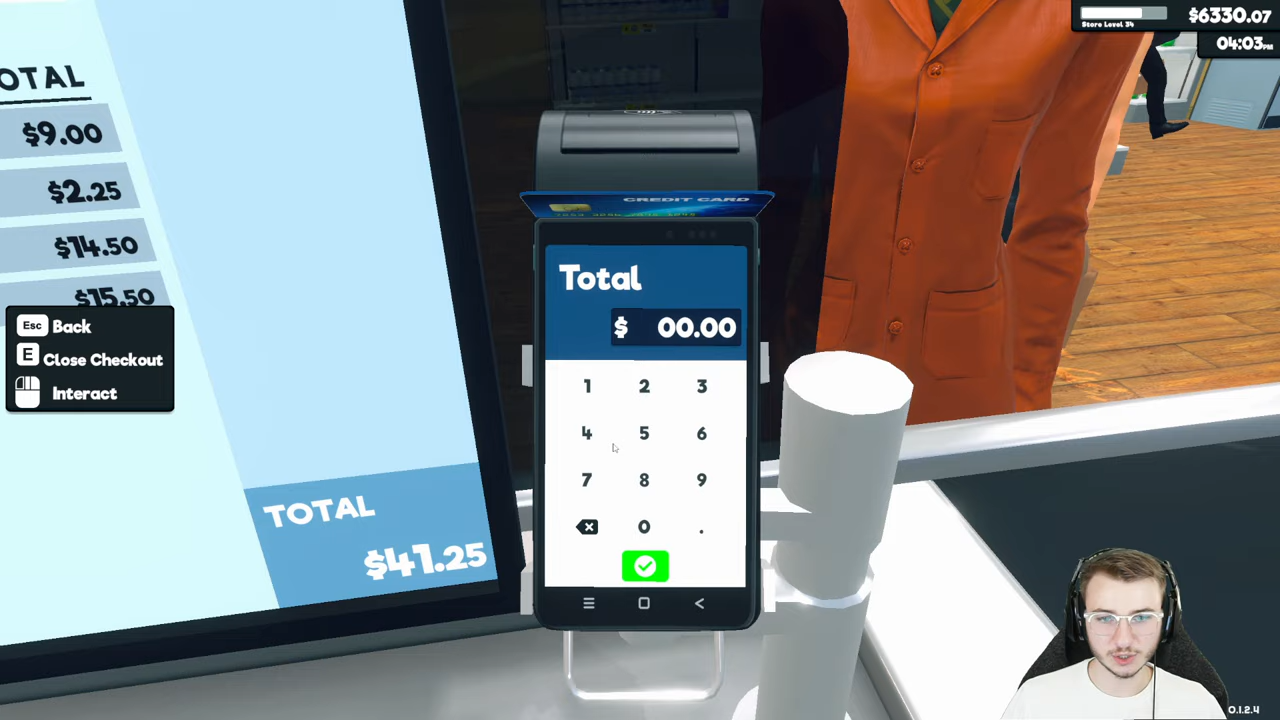 OTAL
$9.00
$2.25
$14.50
$15.50
TOTAL
$41.25
Esc Back
E Close Checkout
Interact
CREDIT CARD
Total
$ 00.00
1 2 3
4 5 6
7 8 9
0 .
Store Level 34
$6330.07
04:03PM
0.1.2.4